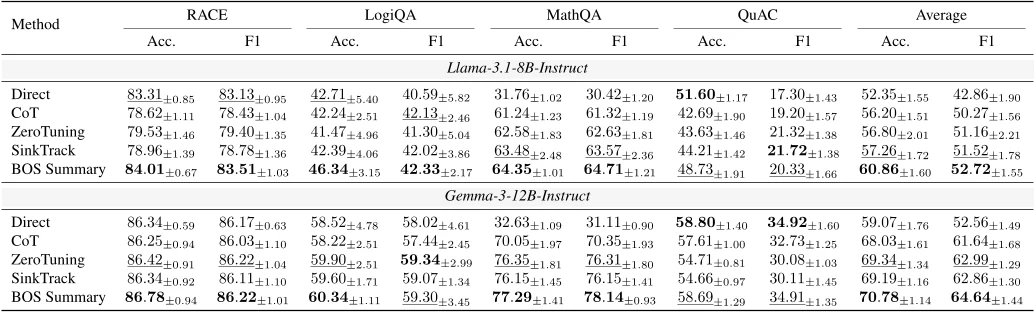 Method RACE LogiQA MathQA QuAC Average
Acc. F1 Acc. F1 Acc. F1 Acc. F1 Acc. F1
Llama-3.1-8B-Instruct
Direct 83.31±0.85 83.13±0.95 42.71±5.40 40.59±5.82 31.76±1.02 30.42±1.20 51.60±1.17 17.30±1.43 52.35±1.55 42.86±1.90
CoT 78.62±1.11 78.43±1.04 42.24±2.51 42.13±2.46 61.24±1.23 61.32±1.19 42.69±1.90 19.20±1.57 56.20±1.51 50.27±1.56
ZeroTuning 79.53±1.46 79.40±1.35 41.47±4.96 41.30±5.04 62.58±1.83 62.63±1.81 43.63±1.46 21.32±1.38 56.80±2.01 51.16±2.21
SinkTrack 78.96±1.39 78.78±1.36 42.39±4.06 42.02±3.86 63.48±2.48 63.57±2.36 44.21±1.42 21.72±1.38 57.26±1.72 51.52±1.78
BOS Summary 84.01±0.67 83.51±1.03 46.34±3.15 42.33±2.17 64.35±1.01 64.71±1.21 48.73±1.91 20.33±1.66 60.86±1.60 52.72±1.55
Gemma-3-12B-Instruct
Direct 86.34±0.59 86.17±0.63 58.52±4.78 58.02±4.61 32.63±1.09 31.11±0.90 58.80±1.40 34.92±1.60 59.07±1.76 52.56±1.49
CoT 86.25±0.94 86.03±1.10 58.22±2.51 57.44±2.45 70.05±1.97 70.35±1.93 57.61±1.00 32.73±1.25 68.03±1.61 61.64±1.68
ZeroTuning 86.42±0.91 86.22±1.04 59.90±2.51 59.34±2.99 76.35±1.81 76.31±1.80 54.71±0.81 30.08±1.03 69.34±1.34 62.99±1.29
SinkTrack 86.34±0.92 86.11±1.10 59.60±1.71 59.07±1.34 76.15±1.45 76.15±1.41 54.66±0.97 30.11±1.45 69.19±1.16 62.86±1.30
BOS Summary 86.78±0.94 86.22±1.01 60.34±1.11 59.30±3.45 77.29±1.41 78.14±0.93 58.69±1.29 34.91±1.35 70.78±1.14 64.64±1.44